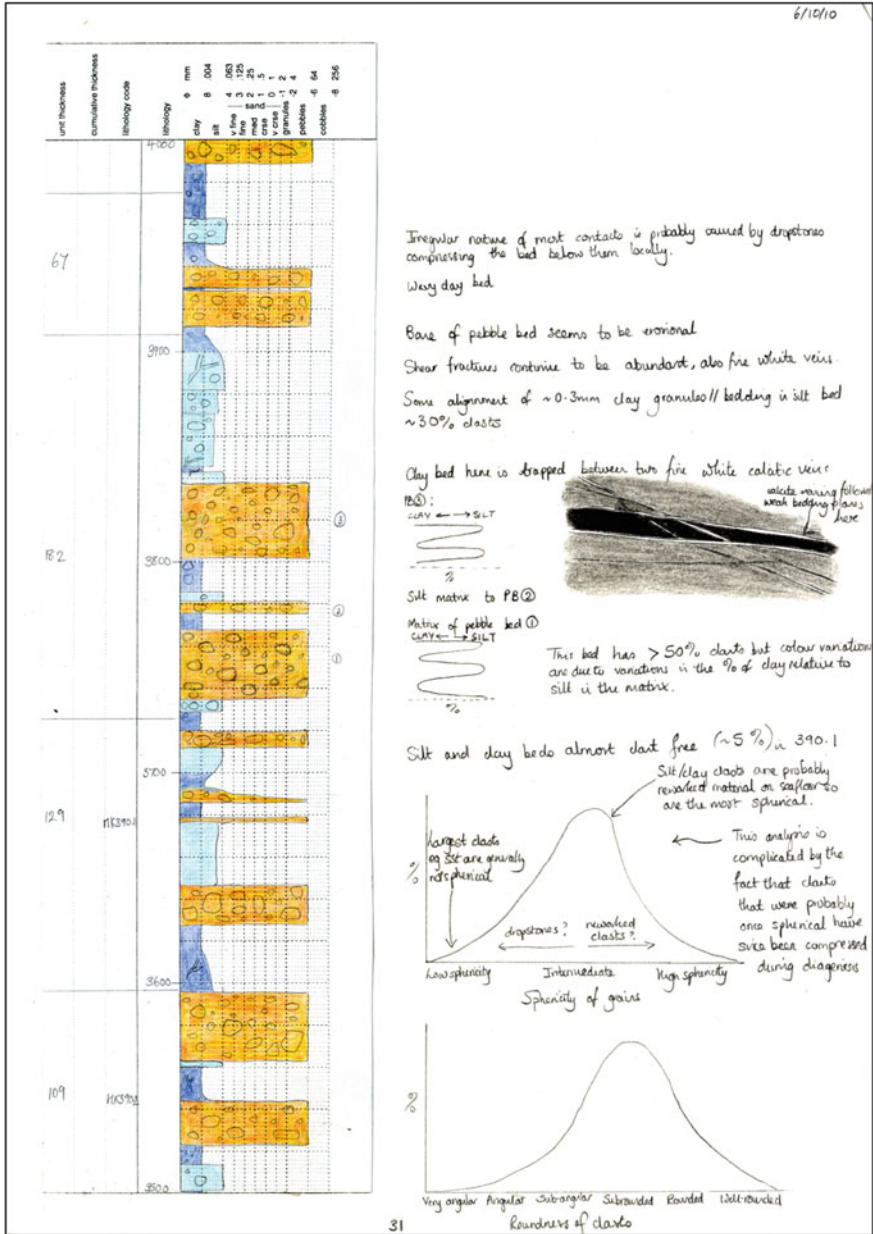 6/10/10
unit thickness
cumulative thickness
lithology code
lithology
ɸ mm
8 .004
4 .063
3 .125
2 .25
1 .5
0 1
-1 2
-2 4
-6 64
-8 256
clay
silt
v fine
fine
med
crse
v crse
sand
granules
pebbles
cobbles
4000
67
3900
182
3800
3700
129
3600
109
3500
③
②
①
Irregular nature of most contacts is probably caused by dropstones
compressing the bed below them locally.
Wavy clay bed
Base of pebble bed seems to be erosional
Shear fractures continue to be abundant, also fine white veins.
Some alignment of ~0.3mm clay granules // bedding in silt bed
~30% clasts
Clay bed here is trapped between two fine white calcitic veins
PB③:
CLAY ← → SILT
%
calcite veining follows
weak bedding planes
here
Silt matrix to PB②
Matrix of pebble bed ①
CLAY ← → SILT
%
This bed has > 50% clasts but colour variations
are due to variations in the % of clay relative to
silt in the matrix.
Silt and clay beds almost clast free (~5%) in 390.1
Silt/clay clasts are probably
reworked material on seafloor so
are the most spherical.
Largest clasts
eg SSt are generally
not spherical
This analysis is
complicated by the
fact that clasts
that were probably
once spherical have
since been compressed
during diagenesis
%
dropstones?
reworked
clasts?
Low sphericity Intermediate High sphericity
Sphericity of grains
%
Very angular Angular Sub-angular Subrounded Rounded Well-rounded
Roundness of clasts
31